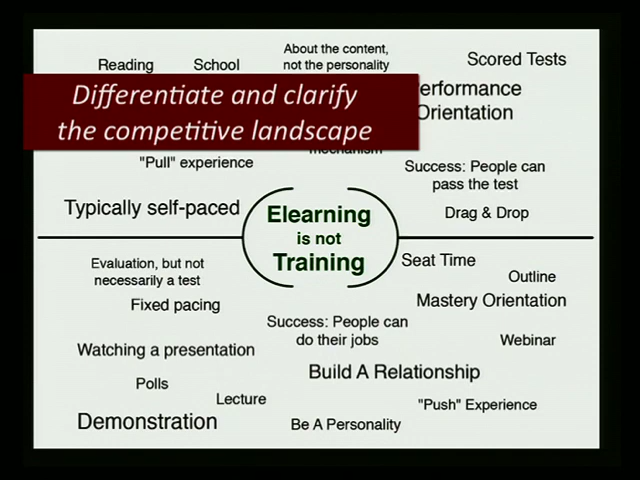 About the content,
not the personality
Reading
School
Scored Tests
Differentiate and clarify
the competitive landscape
erformance
Orientation
mechanism
"Pull" experience
Success: People can
pass the test
Typically self-paced
Drag & Drop
Elearning
is not
Training
Evaluation, but not
necessarily a test
Seat Time
Outline
Fixed pacing
Mastery Orientation
Success: People can
do their jobs
Watching a presentation
Webinar
Build A Relationship
Polls
Lecture
"Push" Experience
Demonstration
Be A Personality